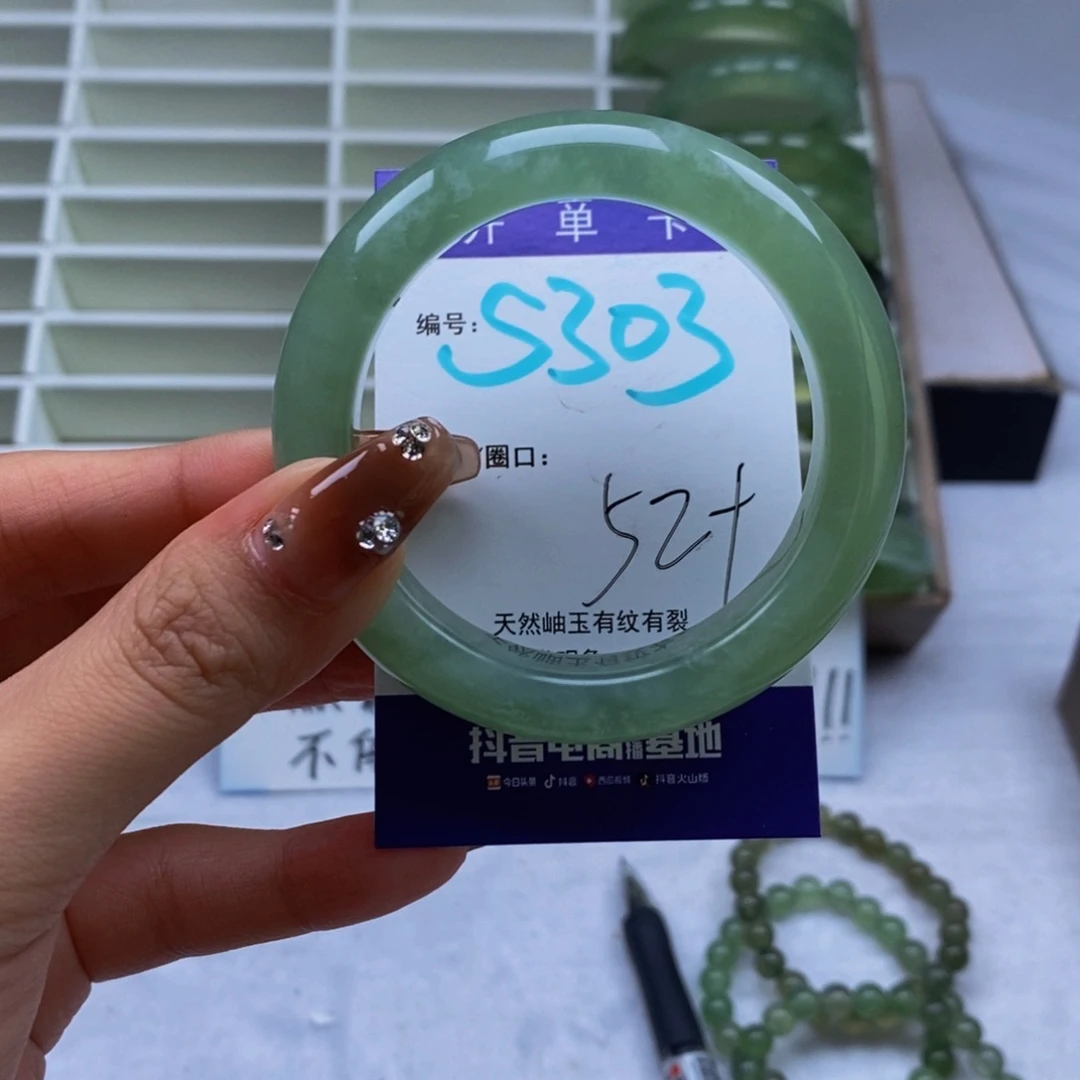 开单卡
编号: S303
圈口:
52+
天然岫玉有纹有裂
抖音电商直播基地
今日头条 抖音 西瓜视频 抖音火山版
不
!!